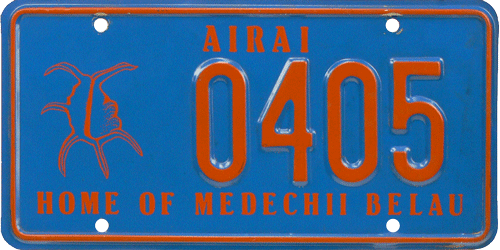 AIRAI
0405
HOME OF MEDECHII BELAU